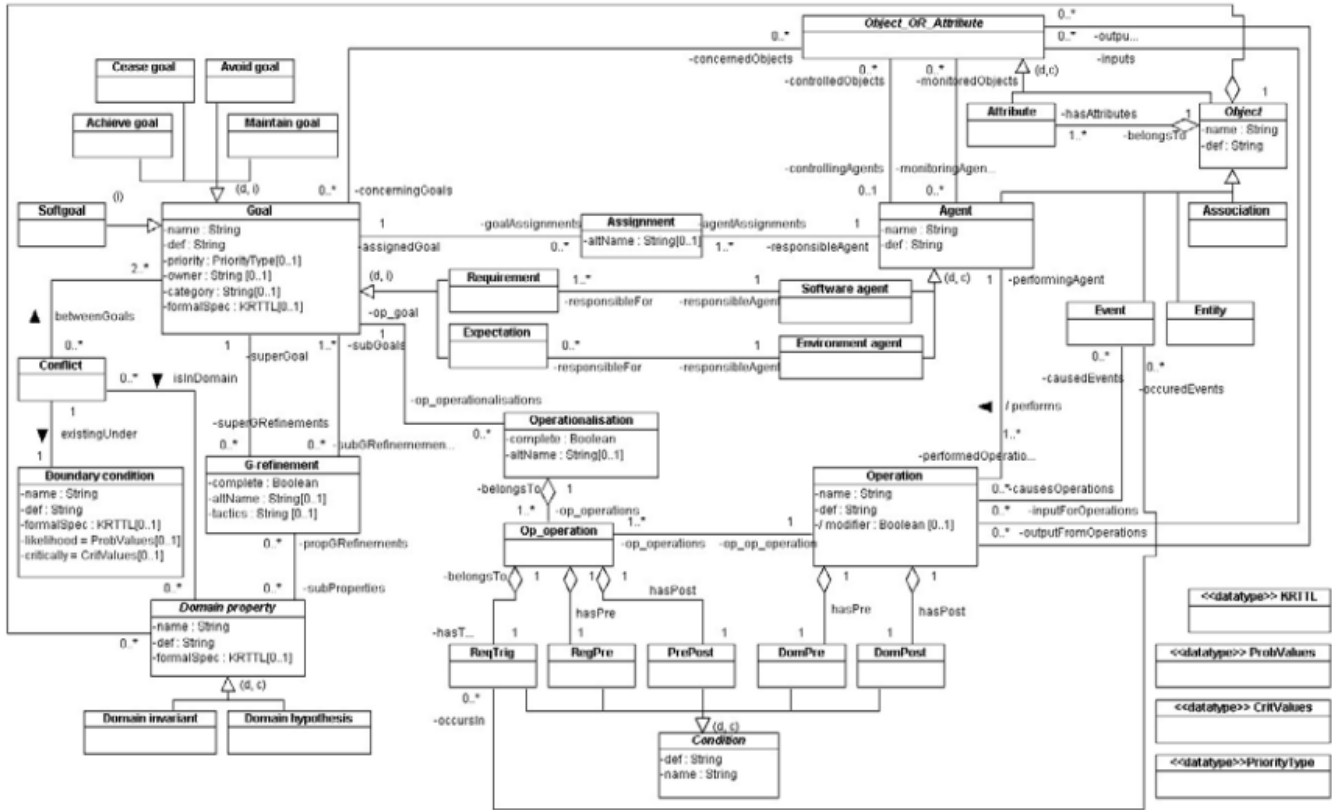 Object_OR_Attribute
0..*
0..*
-outpu...
-inputs
0..*
-concernedObjects
-controlledObjects
0..*
0..*
-monitoredObjects
(d,c)
Cease goal
Avoid goal
Achieve goal
Maintain goal
Attribute
-hasAttributes
1
1..*
-belongsTo
1
Object
-name : String
-def : String
(d, i)
0..*
-concerningGoals
-controllingAgents
0..1
-monitoringAgen...
0..*
Association
Softgoal
(i)
Goal
-name : String
-def : String
-priority : PriorityType[0..1]
-owner : String [0..1]
-category : String[0..1]
-formalSpec : KRTTL[0..1]
1
-goalAssignments
-assignedGoal
0..*
Assignment
-altName : String[0..1]
-agentAssignments
1
1..*
-responsibleAgent
Agent
-name : String
-def : String
2..*
(d, i)
Requirement
1..*
1
-responsibleFor
-responsibleAgent
Software agent
(d, c)
1
-performingAgent
Expectation
0..*
1
-responsibleFor
-responsibleAgent
Environment agent
Event
Entity
-op_goal
1
betweenGoals
0..*
1
-superGoal
1..*
-subGoals
Conflict
0..*
isInDomain
0..*
-causedEvents
0..*
-occuredEvents
1
existingUnder
1
-op_operationalisations
0..*
Operationalisation
-complete : Boolean
-altName : String[0..1]
/ performs
1..*
-performedOperatio...
-superGRefinements
0..*
0..*
-subGRefinememen...
G-refinement
-complete : Boolean
-altName : String[0..1]
-tactics : String [0..1]
Boundary condition
-name : String
-def : String
-formalSpec : KRTTL[0..1]
-likelihood = ProbValues[0..1]
-critically = CritValues[0..1]
-belongsTo
1
1..*
-op_operations
Op_operation
1..*
1
-op_operations
-op_op_operation
Operation
-name : String
-def : String
-/ modifier : Boolean [0..1]
0..*
-causesOperations
0..*
-inputForOperations
0..*
-outputFromOperations
0..*
-propGRefinements
0..*
0..*
-subProperties
Domain property
-name : String
-def : String
-formalSpec : KRTTL[0..1]
0..*
-belongsTo
1
1
1
hasPost
hasPre
1
1
hasPre
hasPost
-hasT...
1
1
1
1
1
ReqTrig
RegPre
PrePost
DomPre
DomPost
0..*
-occursIn
(d, c)
Domain invariant
Domain hypothesis
(d, c)
Condition
-def : String
-name : String
<<datatype>> KRTTL
<<datatype>> ProbValues
<<datatype>> CritValues
<<datatype>>PriorityType